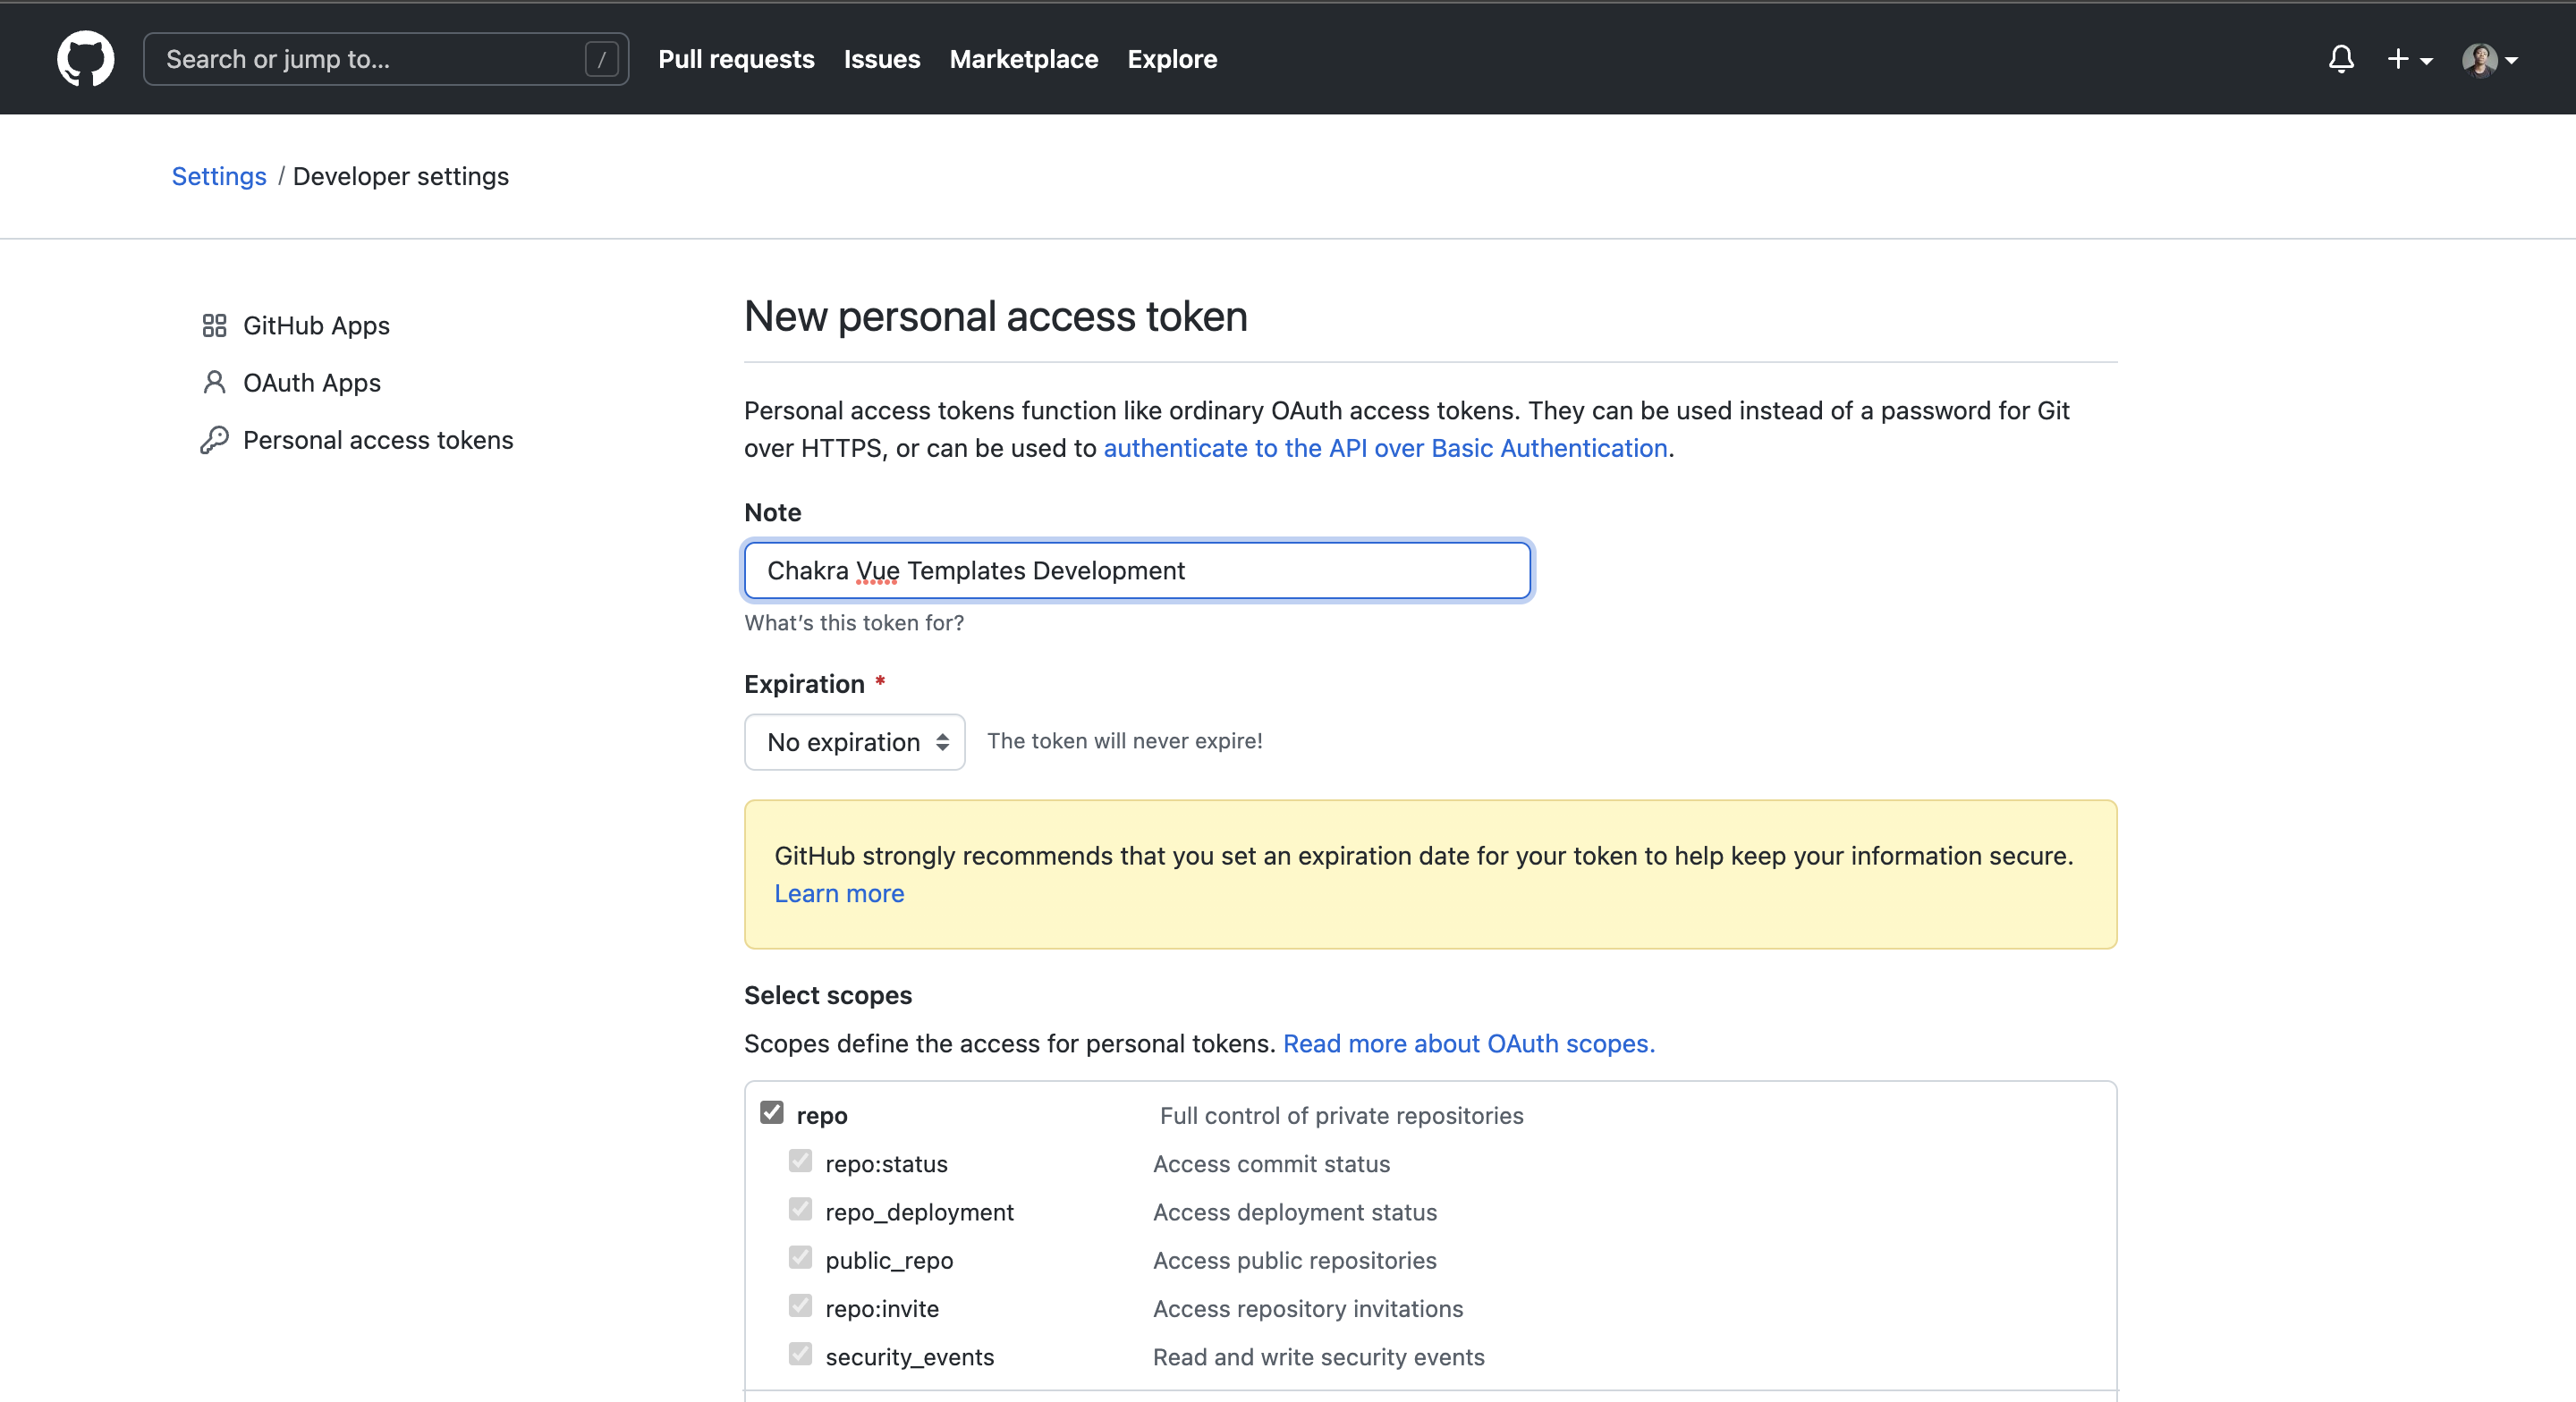 Search or jump to... / Pull requests Issues Marketplace Explore
Settings / Developer settings
GitHub Apps
OAuth Apps
Personal access tokens
New personal access token
Personal access tokens function like ordinary OAuth access tokens. They can be used instead of a password for Git
over HTTPS, or can be used to authenticate to the API over Basic Authentication.
Note
Chakra Vue Templates Development
What's this token for?
Expiration *
No expiration The token will never expire!
GitHub strongly recommends that you set an expiration date for your token to help keep your information secure.
Learn more
Select scopes
Scopes define the access for personal tokens. Read more about OAuth scopes.
repo Full control of private repositories
repo:status Access commit status
repo_deployment Access deployment status
public_repo Access public repositories
repo:invite Access repository invitations
security_events Read and write security events